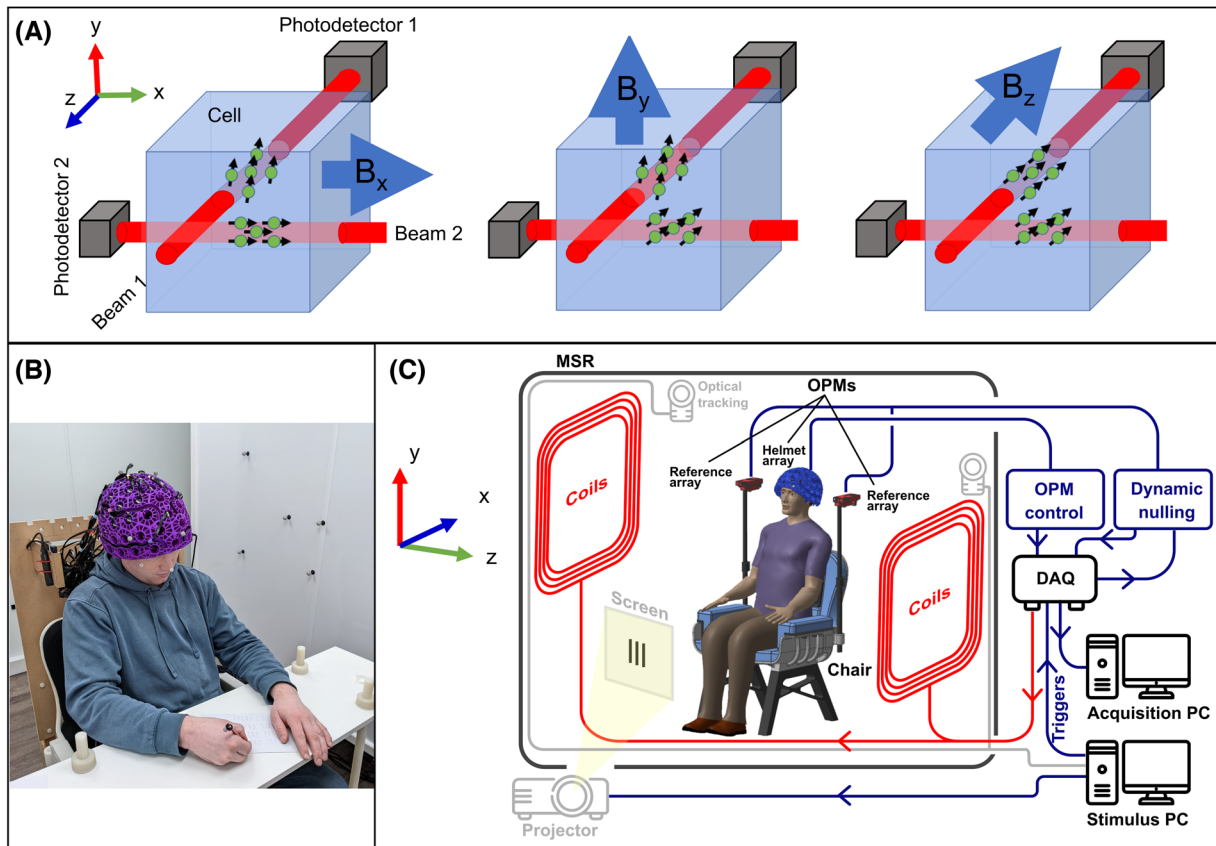 (A)
y
z
x
Photodetector 1
Cell
Photodetector 2
Beam 1
Beam 2
Bx
By
Bz
(B)
(C)
MSR
Optical
tracking
OPMs
Reference
array
Helmet
array
Reference
array
y
x
z
Coils
Coils
Screen
Chair
Projector
OPM
control
Dynamic
nulling
DAQ
Triggers
Acquisition PC
Stimulus PC